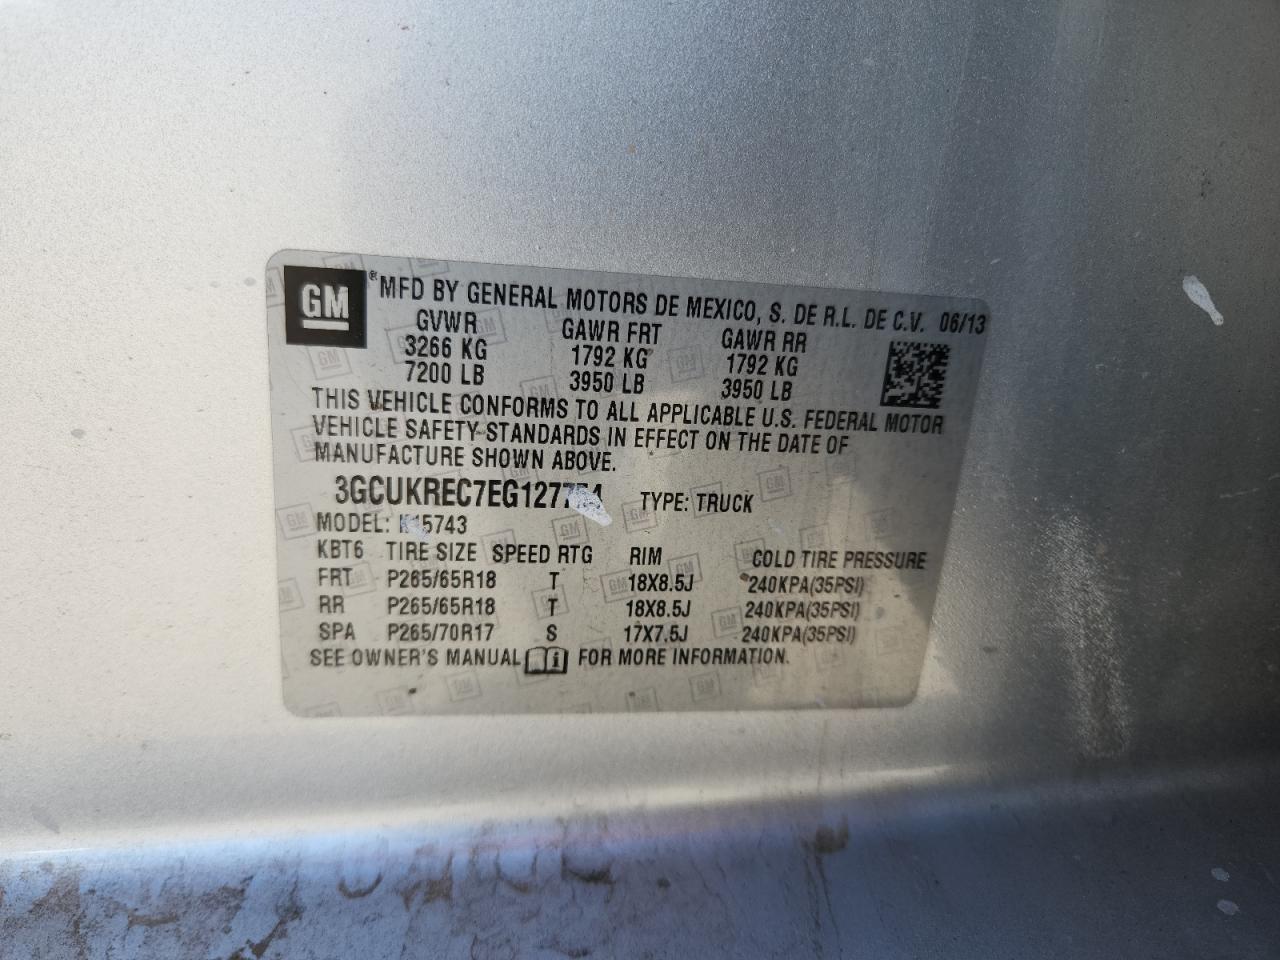 GM
® MFD BY GENERAL MOTORS DE MEXICO, S. DE R.L. DE C.V. 06/13
GVWR GAWR FRT GAWR RR
3266 KG 1792 KG 1792 KG
7200 LB 3950 LB 3950 LB
THIS VEHICLE CONFORMS TO ALL APPLICABLE U.S. FEDERAL MOTOR
VEHICLE SAFETY STANDARDS IN EFFECT ON THE DATE OF
MANUFACTURE SHOWN ABOVE.
TYPE: TRUCK
MODEL:
KBT6 TIRE SIZE SPEED RTG RIM COLD TIRE PRESSURE
FRT P265/65R18 T 18X8.5J 240KPA(35PSI)
RR P265/65R18 T 18X8.5J 240KPA(35PSI)
SPA P265/70R17 S 17X7.5J 240KPA(35PSI)
SEE OWNER'S MANUAL FOR MORE INFORMATION.